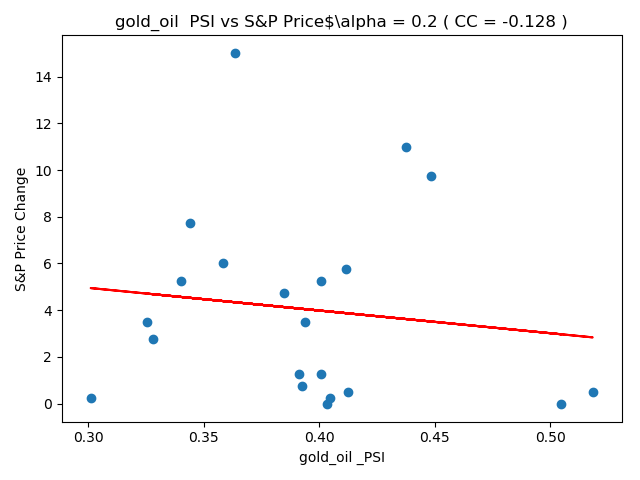 gold_oil  PSI vs S&P Price$\alpha = 0.2 ( CC = -0.128 )
S&P Price Change
14
12
10
8
6
4
2
0
0.30 0.35 0.40 0.45 0.50
gold_oil _PSI